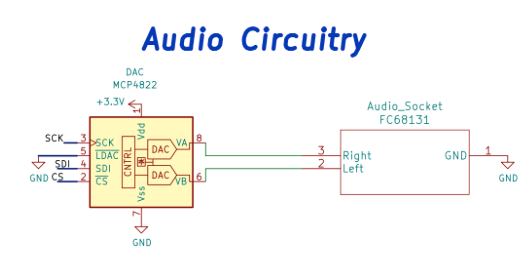 Audio Circuitry
DAC
MCP4822
+3.3V
Audio_Socket
FC68131
1
Vdd
SCK 3 SCK VA 8
5 LDAC DAC
3 Right GND 1
GND SDI 4 SDI CNTRL 2 Left GND
CS 2 CS DAC VB 6
Vss
7
GND